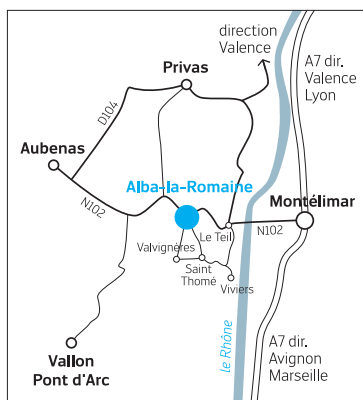 direction
Valence
A7 dir.
Valence
Lyon
Privas
D104
Aubenas
Alba-la-Romaine
N102
Montélimar
Le Teil
N102
Valvignères
Saint
Thomé
Viviers
le Rhône
Vallon
Pont d'Arc
A7 dir.
Avignon
Marseille